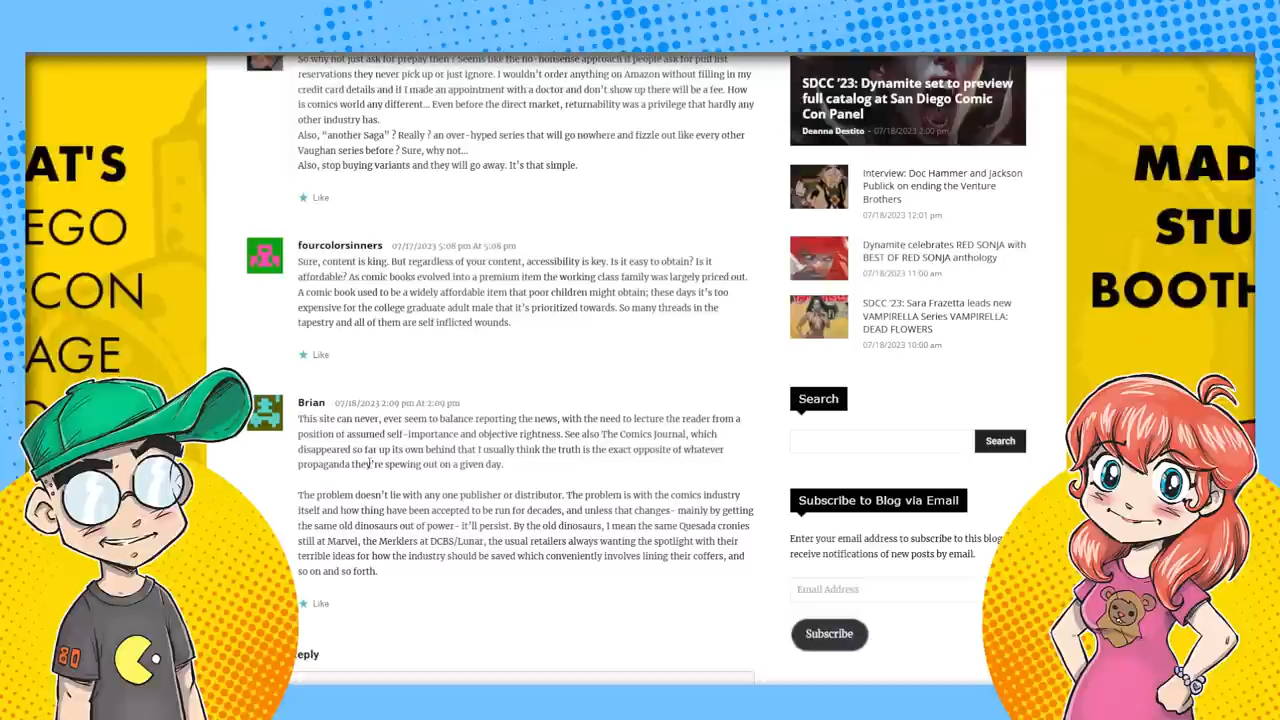 So why not just ask for prepay then? Seems like the no-nonsense approach if people ask for pull list
reservations they never pick up or just ignore. I wouldn't order anything on Amazon without filling in my
credit card details and if I made an appointment with a doctor and don't show up there will be a fee. How
is comics world any different... Even before the direct market, returnability was a privilege that hardly any
other industry has.
Also, "another Saga" ? Really ? an over-hyped series that will go nowhere and fizzle out like every other
Vaughan series before ? Sure, why not...
Also, stop buying variants and they will go away. It's that simple.
Like
fourcolorsinners 07/17/2023 5:08 pm At 5:08 pm
Sure, content is king. But regardless of your content, accessibility is key. Is it easy to obtain? Is it
affordable? As comic books evolved into a premium item the working class family was largely priced out.
A comic book used to be a widely affordable item that poor children might obtain; these days it's too
expensive for the college graduate adult male that it's prioritized towards. So many threads in the
tapestry and all of them are self inflicted wounds.
Like
Brian 07/18/2023 2:09 pm At 2:09 pm
This site can never, ever seem to balance reporting the news, with the need to lecture the reader from a
position of assumed self-importance and objective rightness. See also The Comics Journal, which
disappeared so far up its own behind that I usually think the truth is the exact opposite of whatever
propaganda they're spewing out on a given day.
The problem doesn't lie with any one publisher or distributor. The problem is with the comics industry
itself and how thing have been accepted to be run for decades, and unless that changes- mainly by getting
the same old dinosaurs out of power- it'll persist. By the old dinosaurs, I mean the same Quesada cronies
still at Marvel, the Merklers at DCBS/Lunar, the usual retailers always wanting the spotlight with their
terrible ideas for how the industry should be saved which conveniently involves lining their coffers, and
so on and so forth.
Like
eply
SDCC '23: Dynamite set to preview
full catalog at San Diego Comic
Con Panel
Deanna Destito - 07/18/2023 2:00 pm
Interview: Doc Hammer and Jackson
Publick on ending the Venture
Brothers
07/18/2023 12:01 pm
Dynamite celebrates RED SONJA with
BEST OF RED SONJA anthology
07/18/2023 11:00 am
SDCC '23: Sara Frazetta leads new
VAMPIRELLA Series VAMPIRELLA:
DEAD FLOWERS
07/18/2023 10:00 am
Search
Search
Subscribe to Blog via Email
Enter your email address to subscribe to this blog
receive notifications of new posts by email.
Email Address
Subscribe
AT'S
EGO
CON
AGE
MAD
STU
BOOTH
80